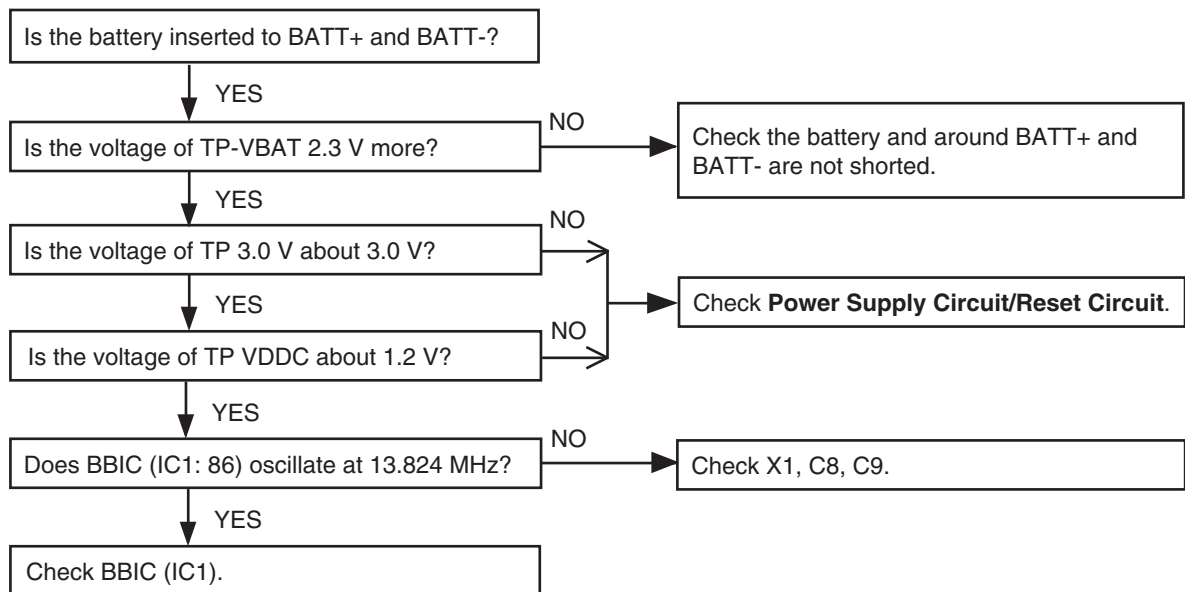 Is the battery inserted to BATT+ and BATT-?
YES
Is the voltage of TP-VBAT 2.3 V more?
NO
Check the battery and around BATT+ and
BATT- are not shorted.
YES
Is the voltage of TP 3.0 V about 3.0 V?
NO
YES
Check Power Supply Circuit/Reset Circuit.
NO
Is the voltage of TP VDDC about 1.2 V?
YES
Does BBIC (IC1: 86) oscillate at 13.824 MHz?
NO
Check X1, C8, C9.
YES
Check BBIC (IC1).